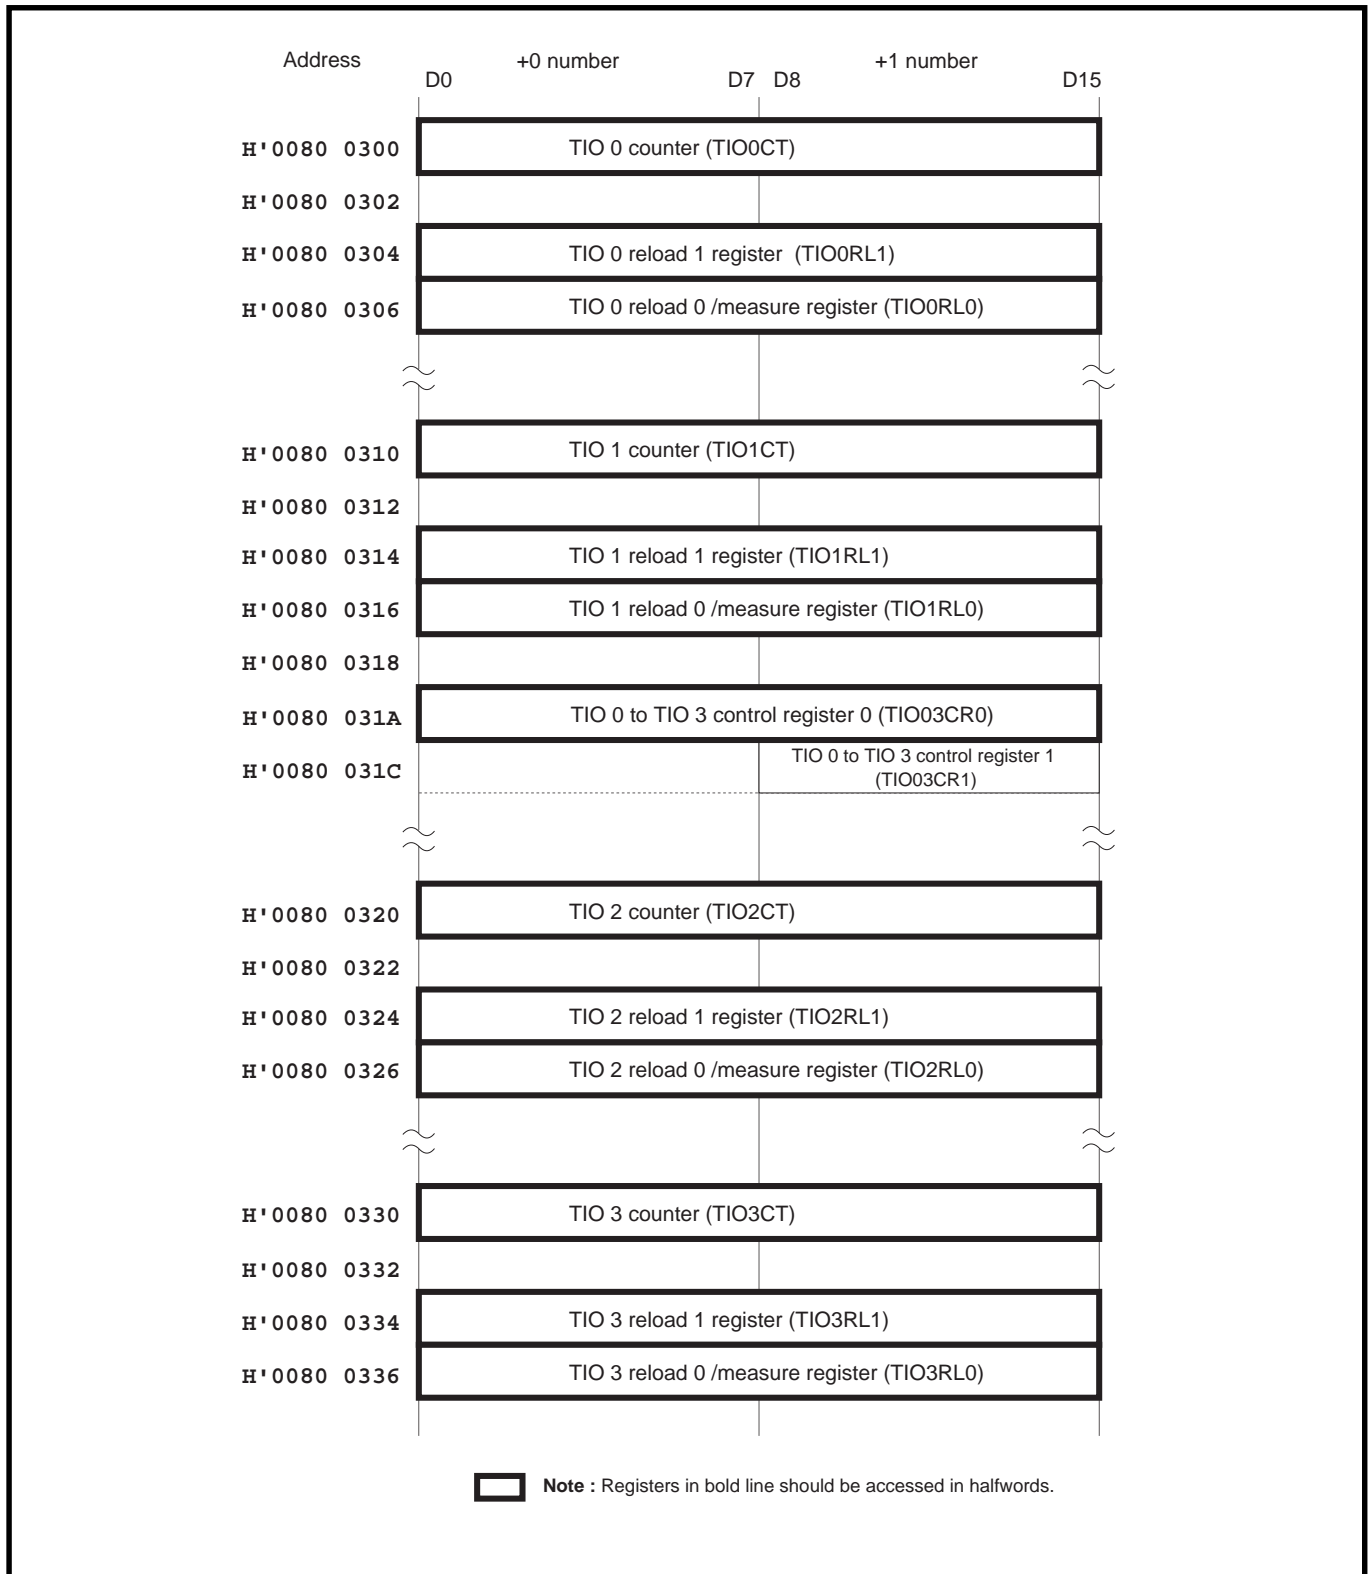 Address +0 number +1 number
D0 D7 D8 D15
H'0080 0300 TIO 0 counter (TIO0CT)
H'0080 0302
H'0080 0304 TIO 0 reload 1 register (TIO0RL1)
H'0080 0306 TIO 0 reload 0 /measure register (TIO0RL0)
H'0080 0310 TIO 1 counter (TIO1CT)
H'0080 0312
H'0080 0314 TIO 1 reload 1 register (TIO1RL1)
H'0080 0316 TIO 1 reload 0 /measure register (TIO1RL0)
H'0080 0318
H'0080 031A TIO 0 to TIO 3 control register 0 (TIO03CR0)
H'0080 031C TIO 0 to TIO 3 control register 1
(TIO03CR1)
H'0080 0320 TIO 2 counter (TIO2CT)
H'0080 0322
H'0080 0324 TIO 2 reload 1 register (TIO2RL1)
H'0080 0326 TIO 2 reload 0 /measure register (TIO2RL0)
H'0080 0330 TIO 3 counter (TIO3CT)
H'0080 0332
H'0080 0334 TIO 3 reload 1 register (TIO3RL1)
H'0080 0336 TIO 3 reload 0 /measure register (TIO3RL0)
Note : Registers in bold line should be accessed in halfwords.